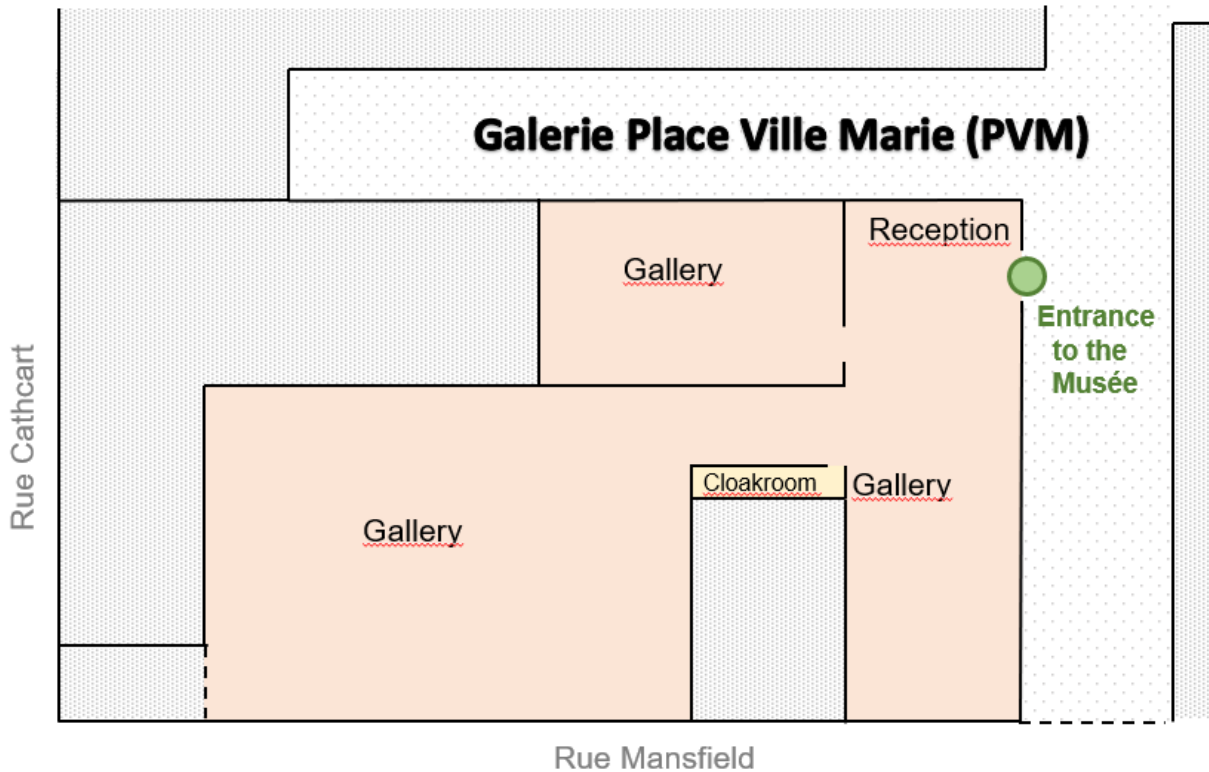 Galerie Place Ville Marie (PVM)
Reception
Gallery
Entrance
to the
Musée
Rue Cathcart
Cloakroom
Gallery
Gallery
Rue Mansfield